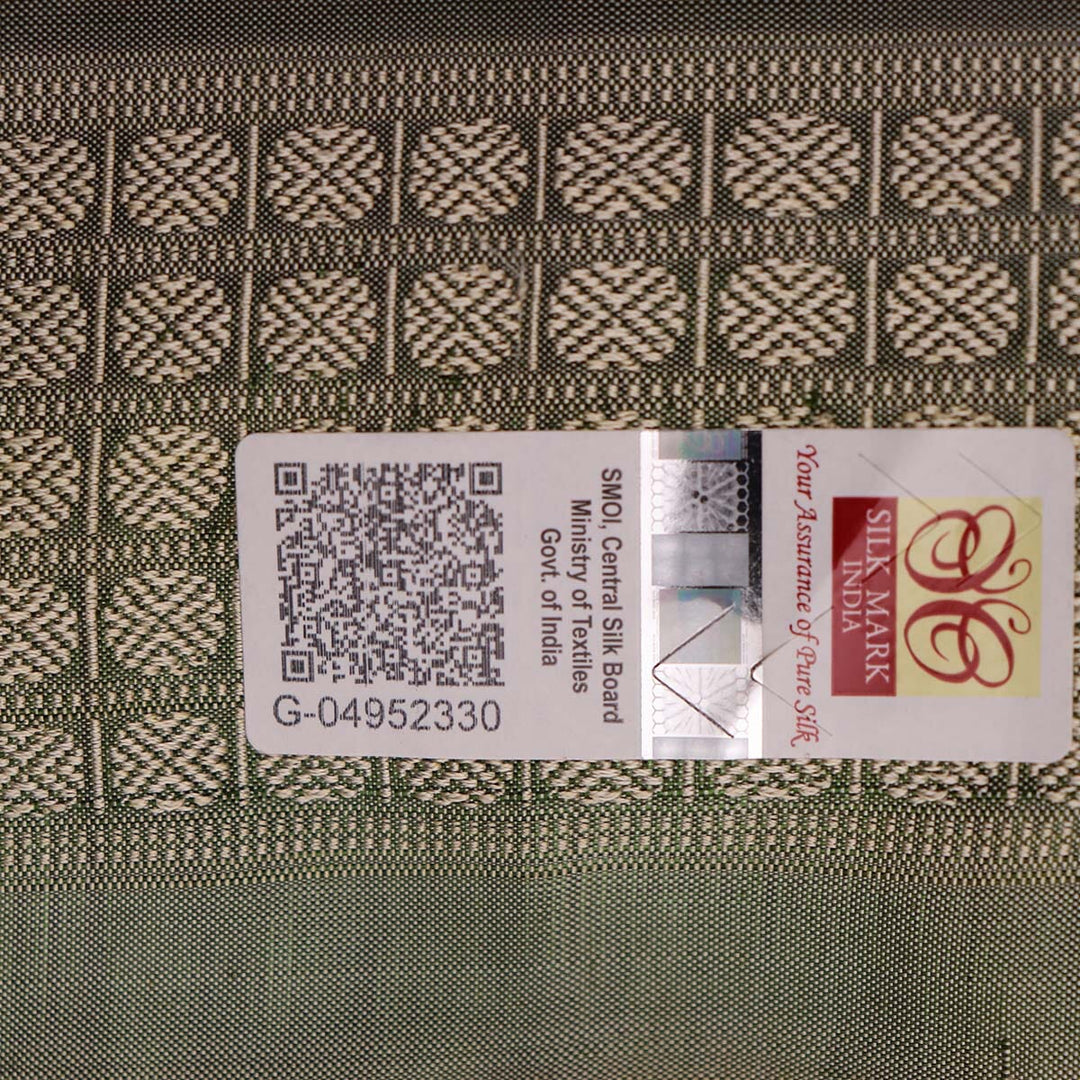 SILK MARK
INDIA
Your Assurance of Pure Silk
SMOI, Central Silk Board
Ministry of Textiles
Govt. of India
G-04952330